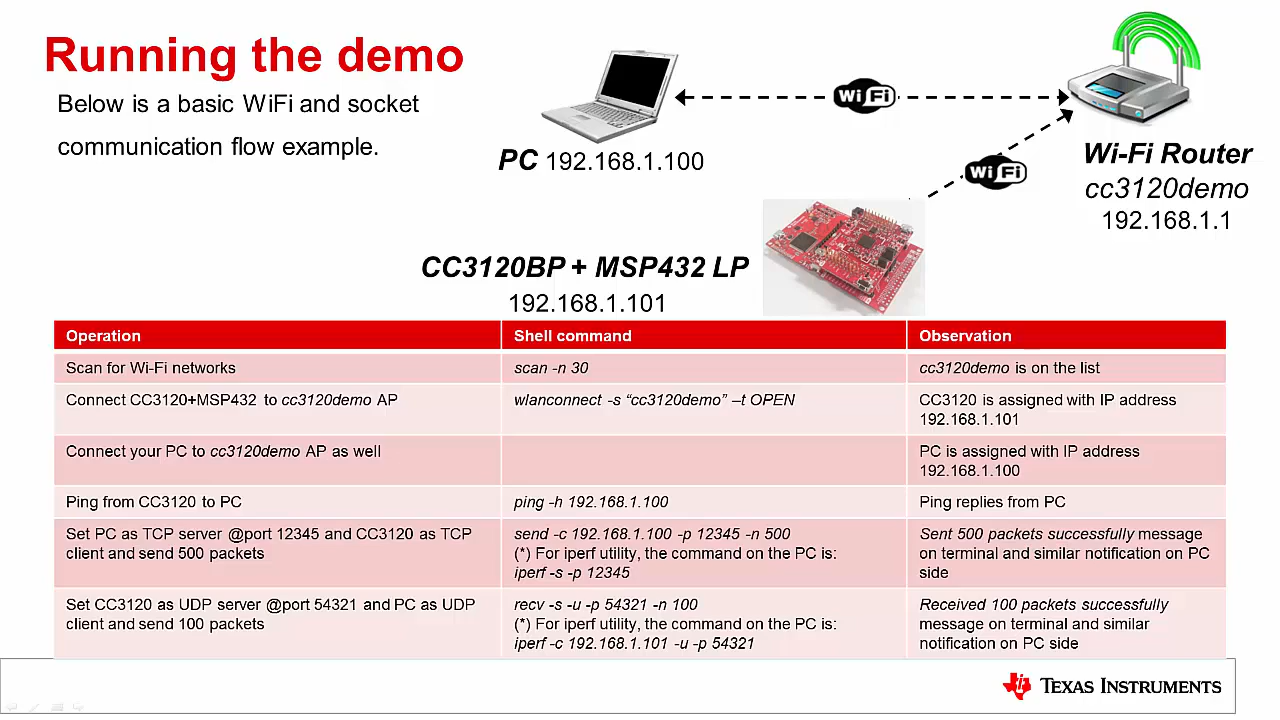 Running the demo
Below is a basic WiFi and socket
communication flow example.
Wi Fi
PC 192.168.1.100
Wi Fi
Wi-Fi Router
cc3120demo
192.168.1.1
CC3120BP + MSP432 LP
192.168.1.101
Operation Shell command Observation
Scan for Wi-Fi networks scan -n 30 cc3120demo is on the list
Connect CC3120+MSP432 to cc3120demo AP wlanconnect -s “cc3120demo” –t OPEN CC3120 is assigned with IP address
192.168.1.101
Connect your PC to cc3120demo AP as well PC is assigned with IP address
192.168.1.100
Ping from CC3120 to PC ping -h 192.168.1.100 Ping replies from PC
Set PC as TCP server @port 12345 and CC3120 as TCP send -c 192.168.1.100 -p 12345 -n 500 Sent 500 packets successfully message
client and send 500 packets (*) For iperf utility, the command on the PC is: on terminal and similar notification on PC
iperf -s -p 12345 side
Set CC3120 as UDP server @port 54321 and PC as UDP recv -s -u -p 54321 -n 100 Received 100 packets successfully
client and send 100 packets (*) For iperf utility, the command on the PC is: message on terminal and similar
iperf -c 192.168.1.101 -u -p 54321 notification on PC side
TEXAS INSTRUMENTS